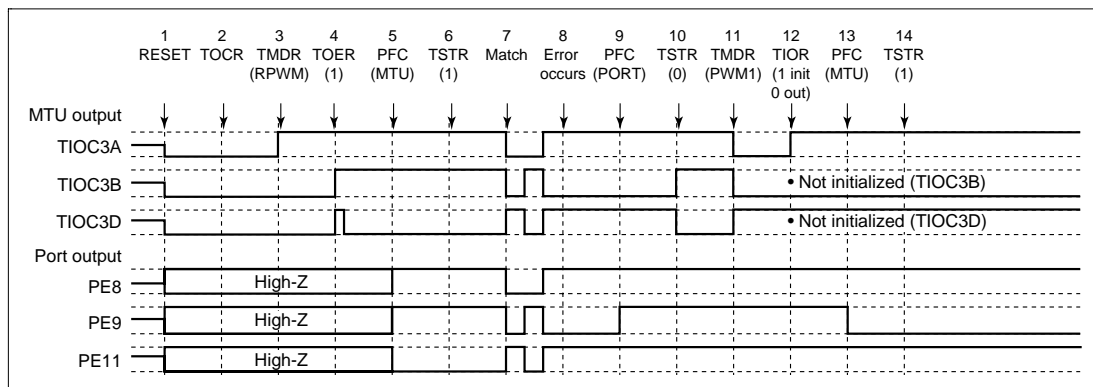 1 2 3 4 5 6 7 8 9 10 11 12 13 14
RESET TOCR TMDR TOER PFC TSTR Match Error PFC TSTR TMDR TIOR PFC TSTR
(RPWM) (1) (MTU) (1) occurs (PORT) (0) (PWM1) (1 init (MTU) (1)
0 out)
MTU output
TIOC3A
TIOC3B
• Not initialized (TIOC3B)
TIOC3D
• Not initialized (TIOC3D)
Port output
PE8
High-Z
PE9
High-Z
PE11
High-Z